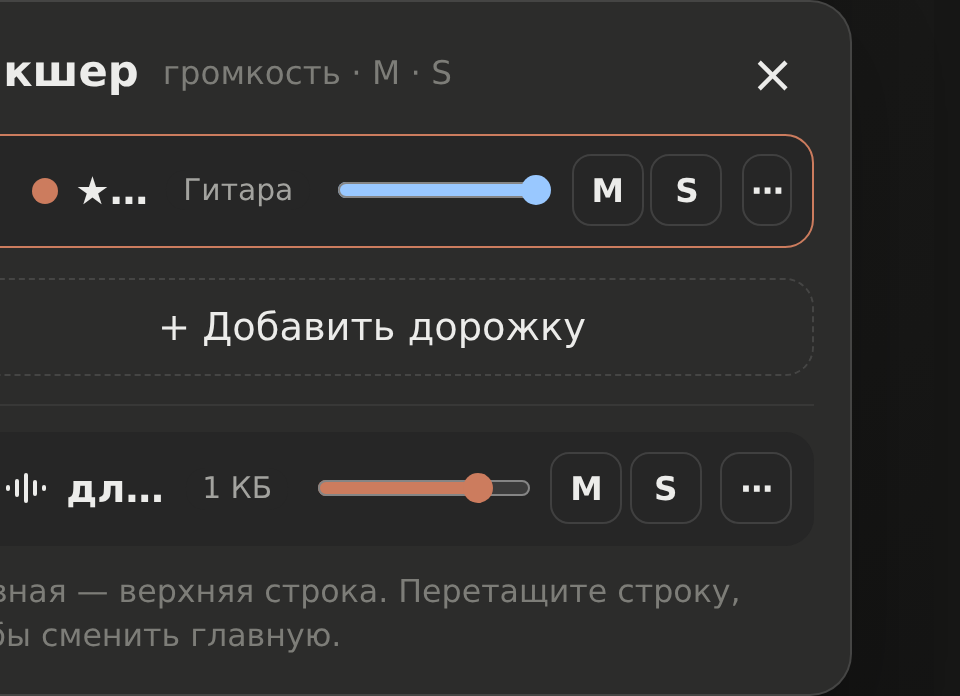 кшер громкость · M · S
★… Гитара M S …
+ Добавить дорожку
дл… 1 КБ M S …
вная — верхняя строка. Перетащите строку,
бы сменить главную.